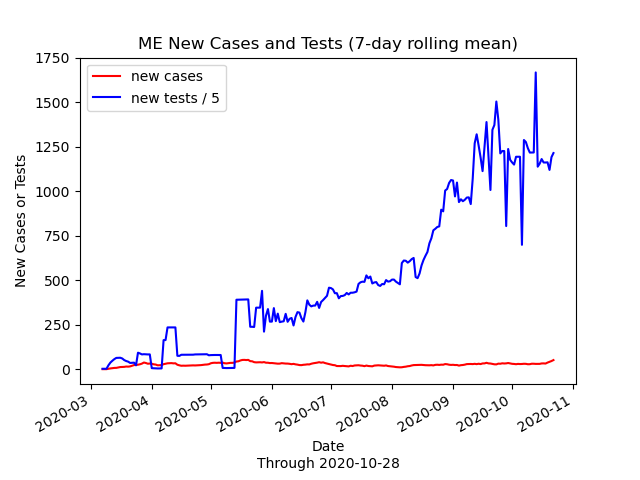 ME New Cases and Tests (7-day rolling mean)
new cases
new tests / 5
New Cases or Tests
1750
1500
1250
1000
750
500
250
0
2020-03
2020-04
2020-05
2020-06
2020-07
2020-08
2020-09
2020-10
2020-11
Date
Through 2020-10-28